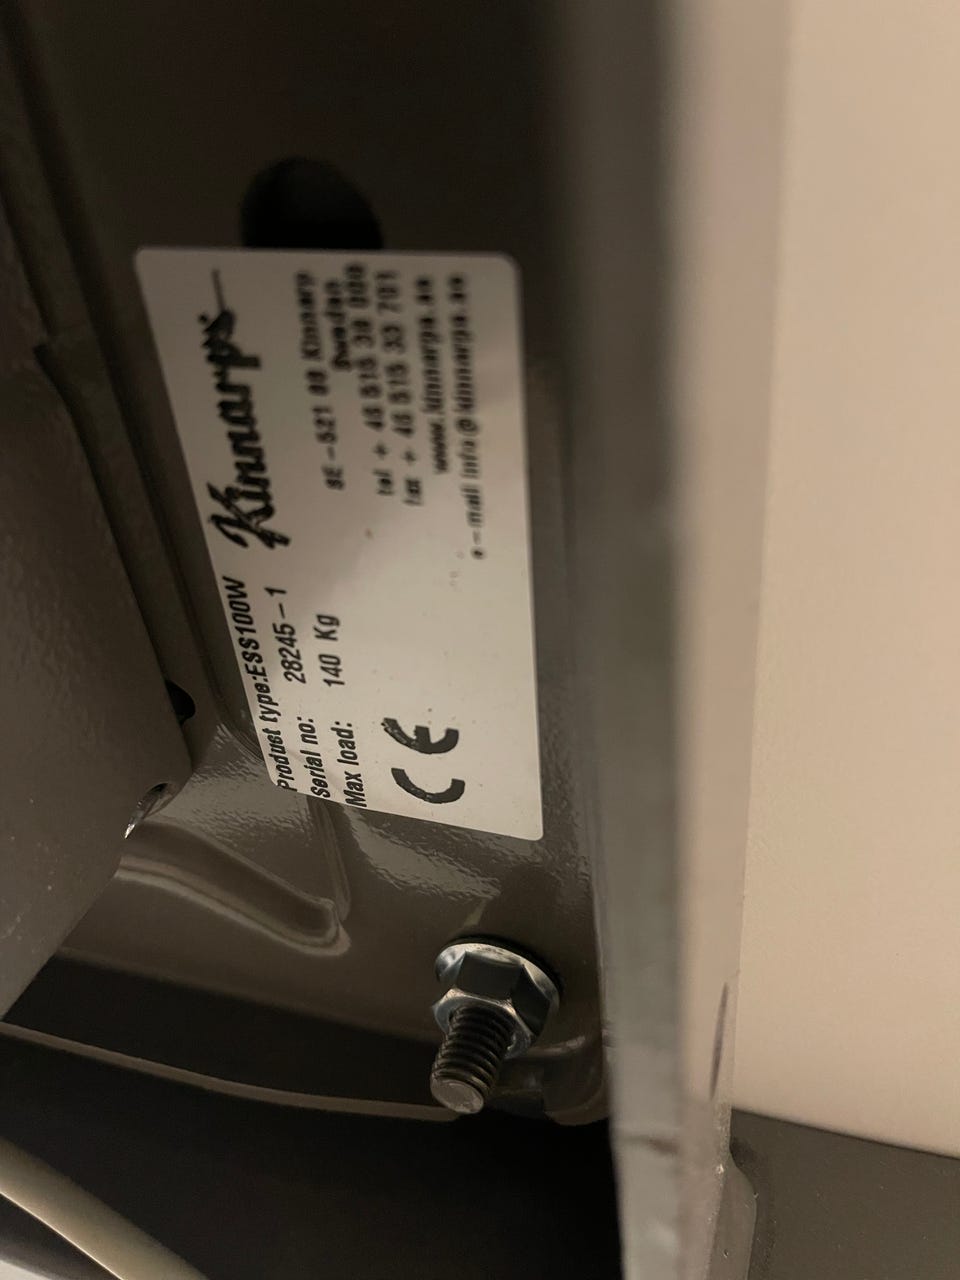 Kinnarps
SE-521 88 Kinnarp
Sweden
tel + 46 515 38 000
fax + 46 515 33 701
www.kinnarps.se
e-mail info@kinnarps.se
Product type:ESS100W
Serial no: 28245-1
Max load: 140 Kg
CE